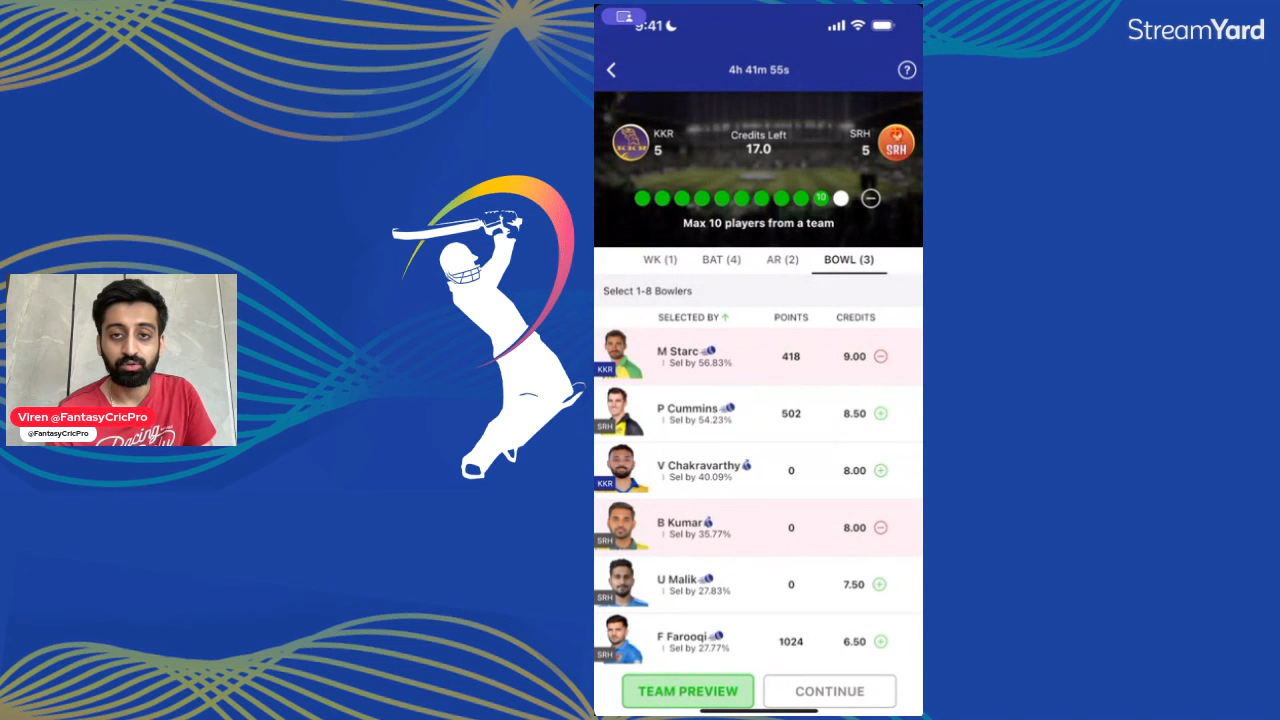 StreamYard
9:41
4h 41m 55s
?
KKR
5
Credits Left
17.0
SRH
5
KKR
SRH
10
Max 10 players from a team
WK (1) BAT (4) AR (2) BOWL (3)
Select 1-8 Bowlers
SELECTED BY POINTS CREDITS
M Starc 418 9.00
Sel by 56.83%
KKR
P Cummins 502 8.50
Sel by 54.23%
SRH
V Chakravarthy 0 8.00
Sel by 40.09%
KKR
B Kumar 0 8.00
Sel by 35.77%
SRH
U Malik 0 7.50
Sel by 27.83%
SRH
F Farooqi 1024 6.50
Sel by 27.77%
SRH
TEAM PREVIEW CONTINUE
Viren @FantasyCricPro
@FantasyCricPro